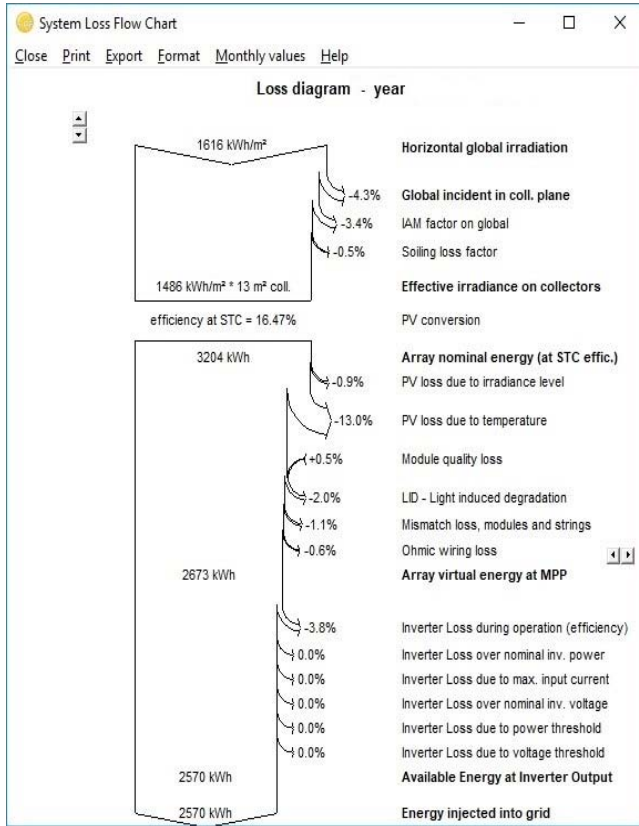 System Loss Flow Chart
Close Print Export Format Monthly values Help
Loss diagram - year
1616 kWh/m² Horizontal global irradiation
-4.3% Global incident in coll. plane
-3.4% IAM factor on global
-0.5% Soiling loss factor
1486 kWh/m² * 13 m² coll. Effective irradiance on collectors
efficiency at STC = 16.47% PV conversion
3204 kWh Array nominal energy (at STC effic.)
-0.9% PV loss due to irradiance level
-13.0% PV loss due to temperature
+0.5% Module quality loss
-2.0% LID - Light induced degradation
-1.1% Mismatch loss, modules and strings
-0.6% Ohmic wiring loss
2673 kWh Array virtual energy at MPP
-3.8% Inverter Loss during operation (efficiency)
0.0% Inverter Loss over nominal inv. power
0.0% Inverter Loss due to max. input current
0.0% Inverter Loss over nominal inv. voltage
0.0% Inverter Loss due to power threshold
0.0% Inverter Loss due to voltage threshold
2570 kWh Available Energy at Inverter Output
2570 kWh Energy injected into grid